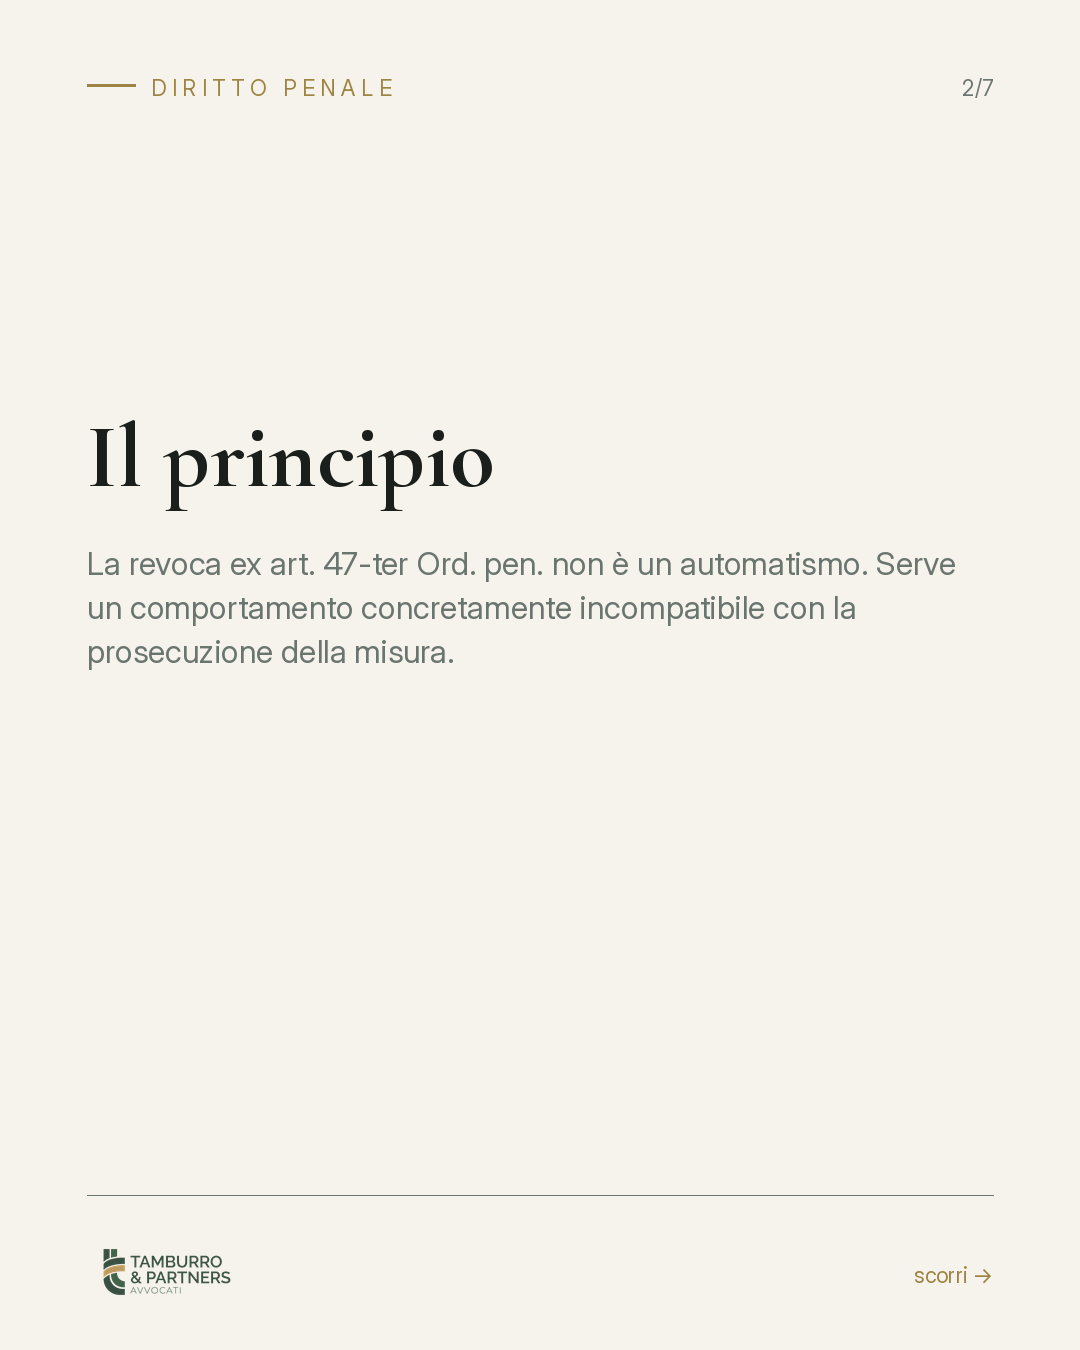 DIRITTO PENALE
2/7
Il principio
La revoca ex art. 47-ter Ord. pen. non è un automatismo. Serve
un comportamento concretamente incompatibile con la
prosecuzione della misura.
TAMBURRO
& PARTNERS
AVVOCATI
scorri →